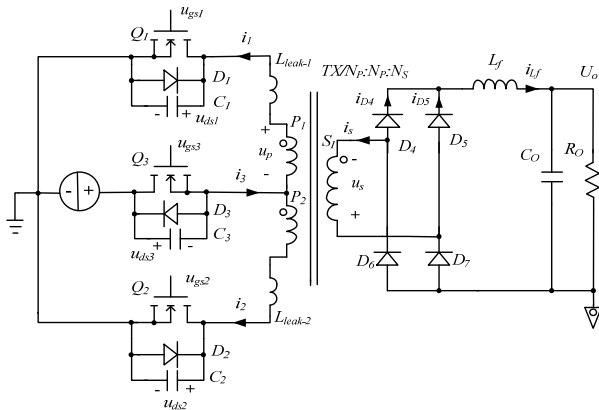 u_gs1
Q_1
i_1
L_leak-1
D_1
C_1
- u_ds1 +
TX/N_P:N_P:N_S
L_f
i_Lf
U_o
i_D4
i_D5
P_1
+
u_p
-
S_1
i_s
D_4
D_5
-
u_s
+
C_O
R_O
u_gs3
Q_3
i_3
P_2
- +
D_3
C_3
u_ds3 + -
D_6
D_7
u_gs2
Q_2
i_2
L_leak-2
D_2
C_2
- +
u_ds2